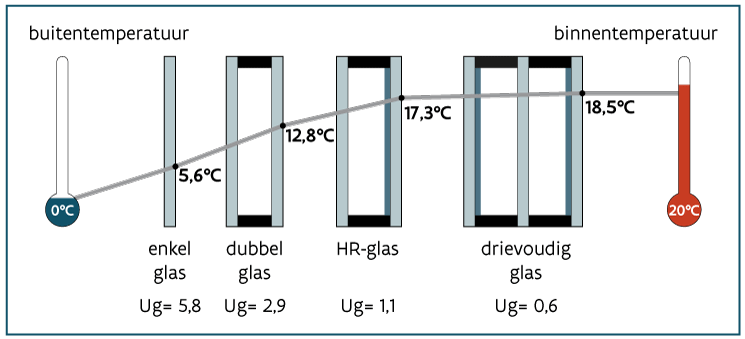 buitentemperatuur
binnentemperatuur
5,6°C
12,8°C
17,3°C
18,5°C
0°C
20°C
enkel
glas
dubbel
glas
HR-glas
drievoudig
glas
Ug= 5,8
Ug= 2,9
Ug= 1,1
Ug= 0,6